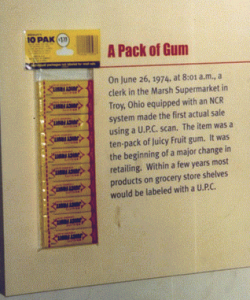 10 PAK
A Pack of Gum
On June 26, 1974, at 8:01 a.m., a
clerk in the Marsh Supermarket in
Troy, Ohio equipped with an NCR
system made the first actual sale
using a U.P.C. scan. The item was a
ten-pack of Juicy Fruit gum. It was
the beginning of a major change in
retailing. Within a few years most
products on grocery store shelves
would be labeled with a U.P.C.